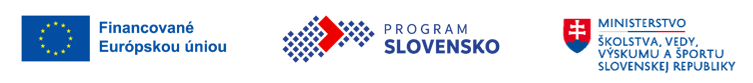 Financované
Európskou úniou
PROGRAM
SLOVENSKO
MINISTERSTVO
ŠKOLSTVA, VEDY,
VÝSKUMU A ŠPORTU
SLOVENSKEJ REPUBLIKY